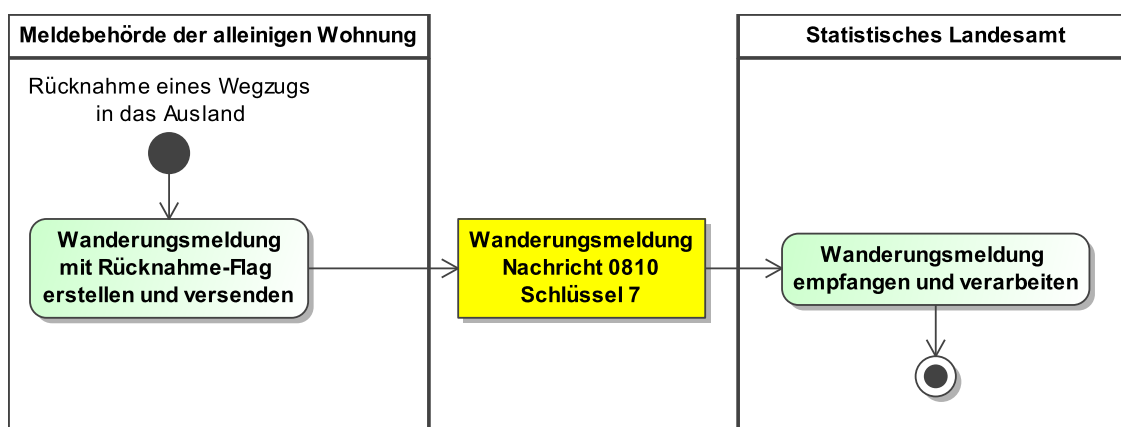 Meldebehörde der alleinigen Wohnung
Rücknahme eines Wegzugs
in das Ausland
Wanderungsmeldung
mit Rücknahme-Flag
erstellen und versenden
Wanderungsmeldung
Nachricht 0810
Schlüssel 7
Statistisches Landesamt
Wanderungsmeldung
empfangen und verarbeiten